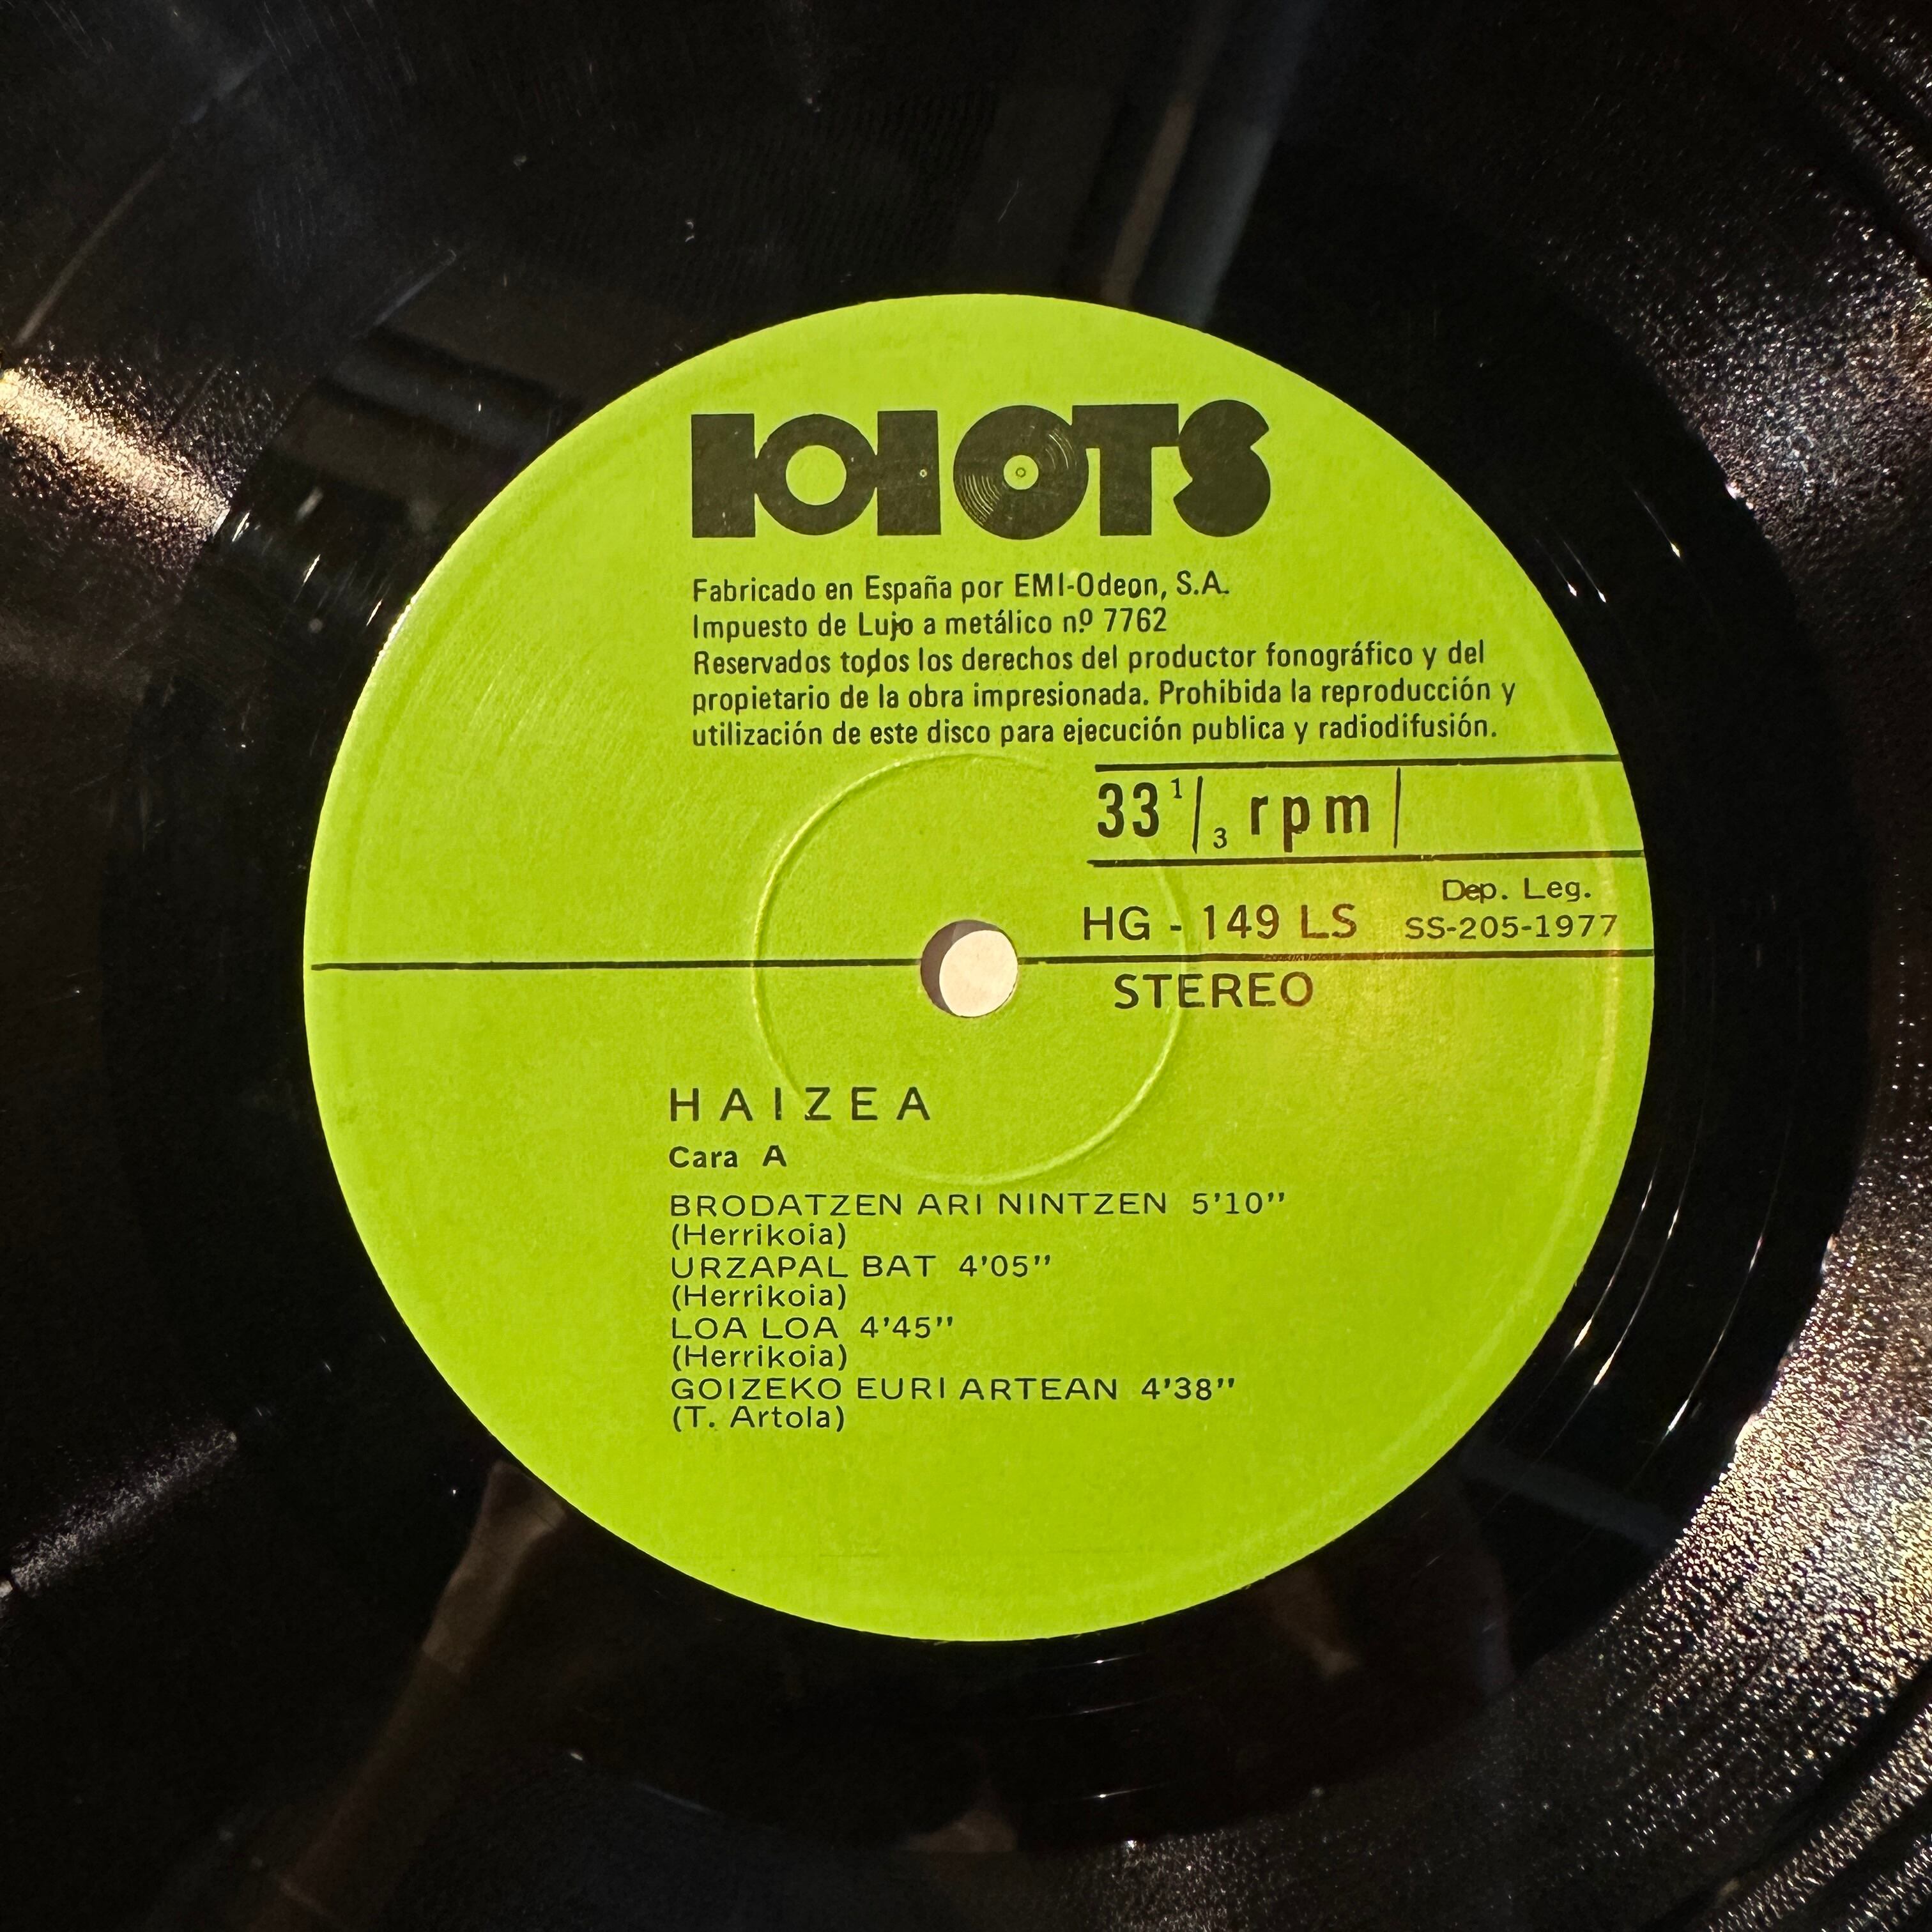 IOIOTS
Fabricado en España por EMI-Odeon, S.A.
Impuesto de Lujo a metálico n.º 7762
Reservados todos los derechos del productor fonográfico y del
propietario de la obra impresionada. Prohibida la reproducción y
utilización de este disco para ejecución publica y radiodifusión.
33 1/3 rpm
Dep. Leg.
HG - 149 LS SS-205-1977
STEREO
HAIZEA
Cara A
BRODATZEN ARI NINTZEN 5'10''
(Herrikoia)
URZAPAL BAT 4'05''
(Herrikoia)
LOA LOA 4'45''
(Herrikoia)
GOIZEKO EURI ARTEAN 4'38''
(T. Artola)